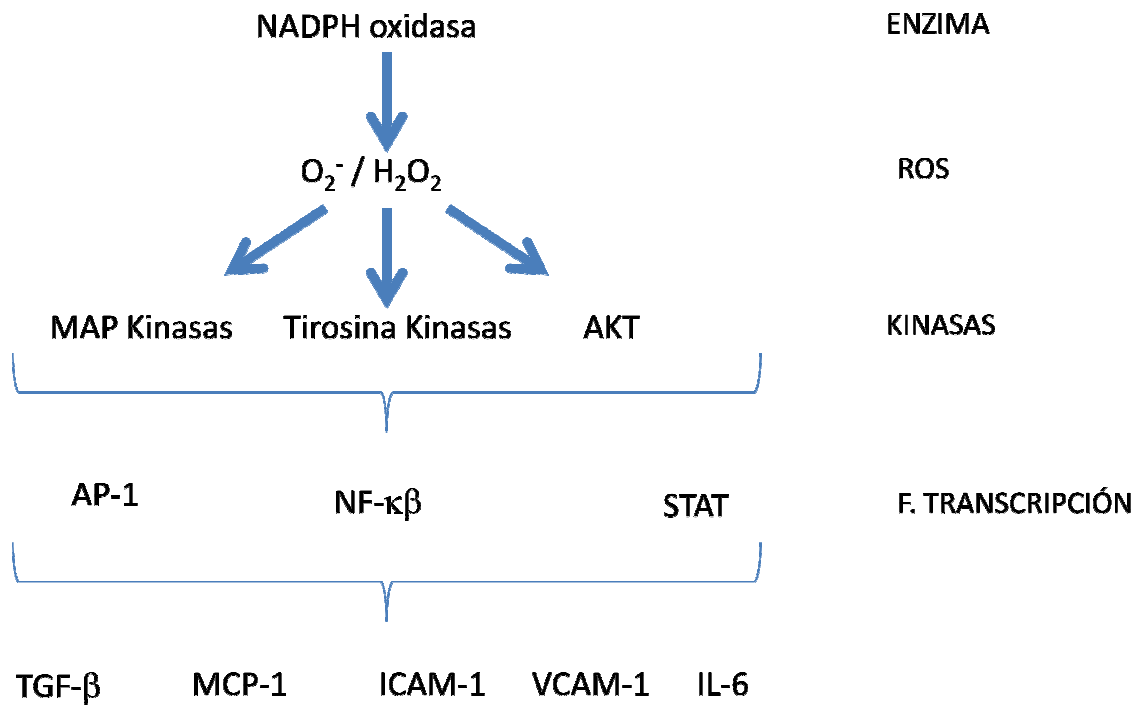 NADPH oxidasa ENZIMA
O₂⁻ / H₂O₂ ROS
MAP Kinasas Tirosina Kinasas AKT KINASAS
AP-1 NF-κβ STAT F. TRANSCRIPCIÓN
TGF-β MCP-1 ICAM-1 VCAM-1 IL-6